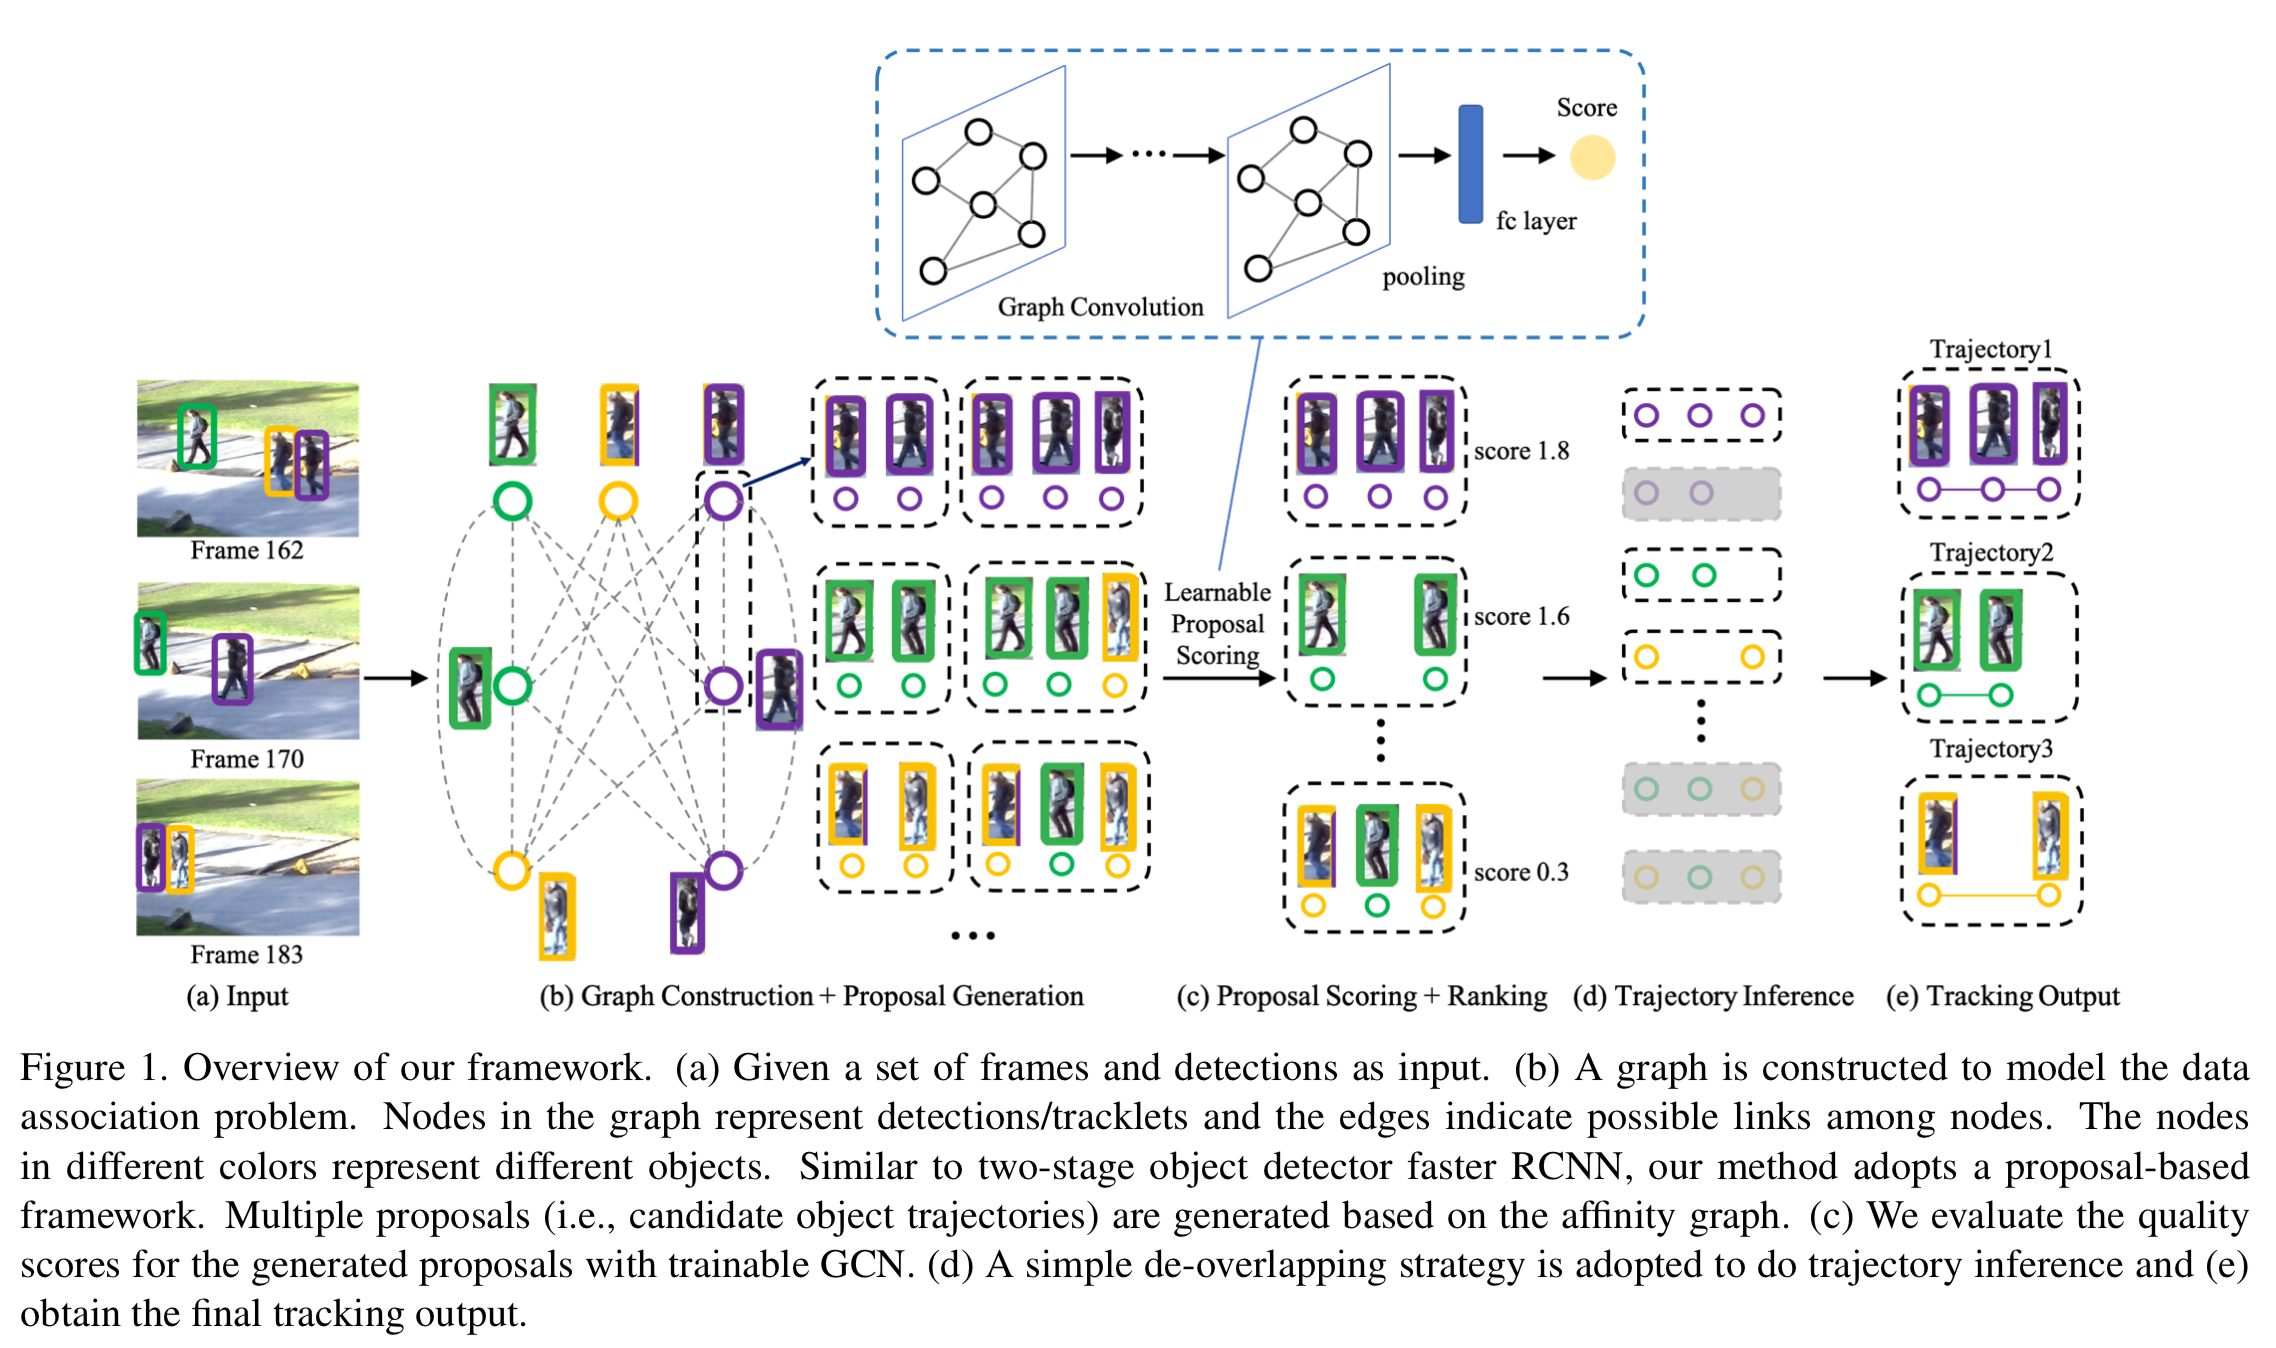 Score
fc layer
pooling
Graph Convolution
Trajectory1
score 1.8
Frame 162
Trajectory2
Learnable
Proposal
Scoring
score 1.6
Frame 170
Trajectory3
score 0.3
Frame 183
(a) Input
(b) Graph Construction + Proposal Generation
(c) Proposal Scoring + Ranking
(d) Trajectory Inference
(e) Tracking Output
Figure 1. Overview of our framework. (a) Given a set of frames and detections as input. (b) A graph is constructed to model the data
association problem. Nodes in the graph represent detections/tracklets and the edges indicate possible links among nodes. The nodes
in different colors represent different objects. Similar to two-stage object detector faster RCNN, our method adopts a proposal-based
framework. Multiple proposals (i.e., candidate object trajectories) are generated based on the affinity graph. (c) We evaluate the quality
scores for the generated proposals with trainable GCN. (d) A simple de-overlapping strategy is adopted to do trajectory inference and (e)
obtain the final tracking output.